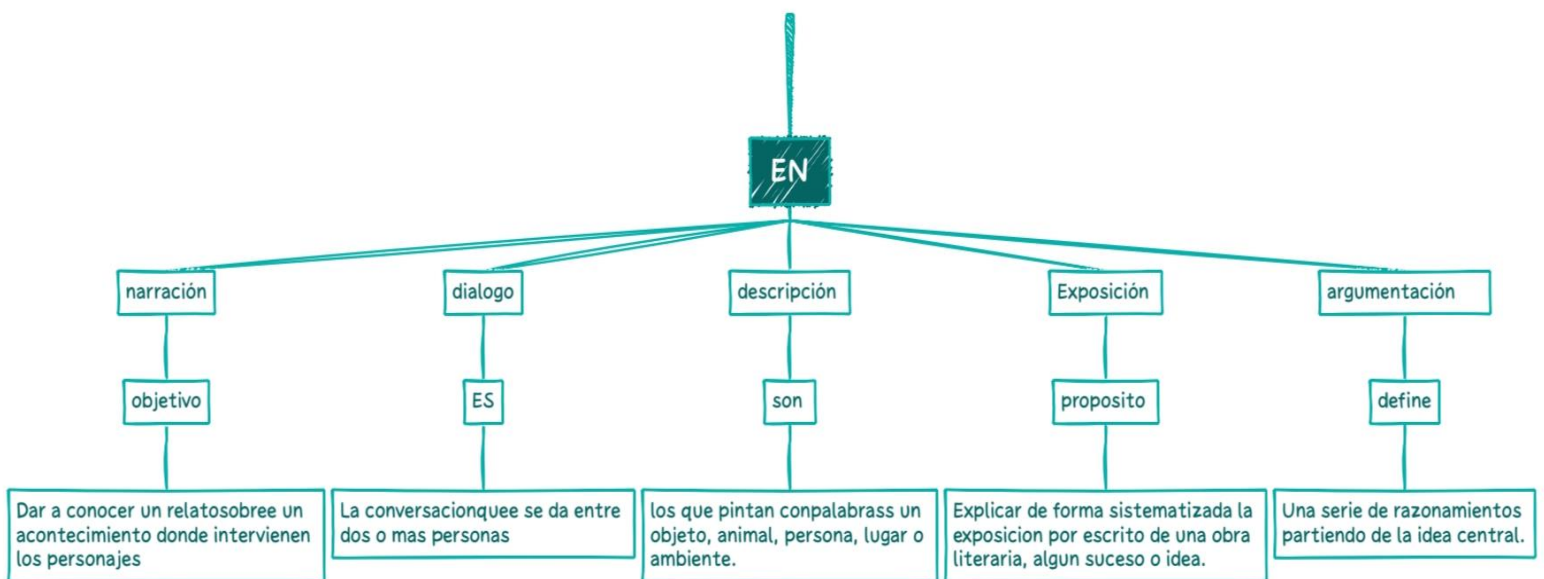 EN
narración
dialogo
descripción
Exposición
argumentación
objetivo
ES
son
proposito
define
Dar a conocer un relatosobree un
acontecimiento donde intervienen
los personajes
La conversacionquee se da entre
dos o mas personas
los que pintan conpalabrass un
objeto, animal, persona, lugar o
ambiente.
Explicar de forma sistematizada la
exposicion por escrito de una obra
literaria, algun suceso o idea.
Una serie de razonamientos
partiendo de la idea central.